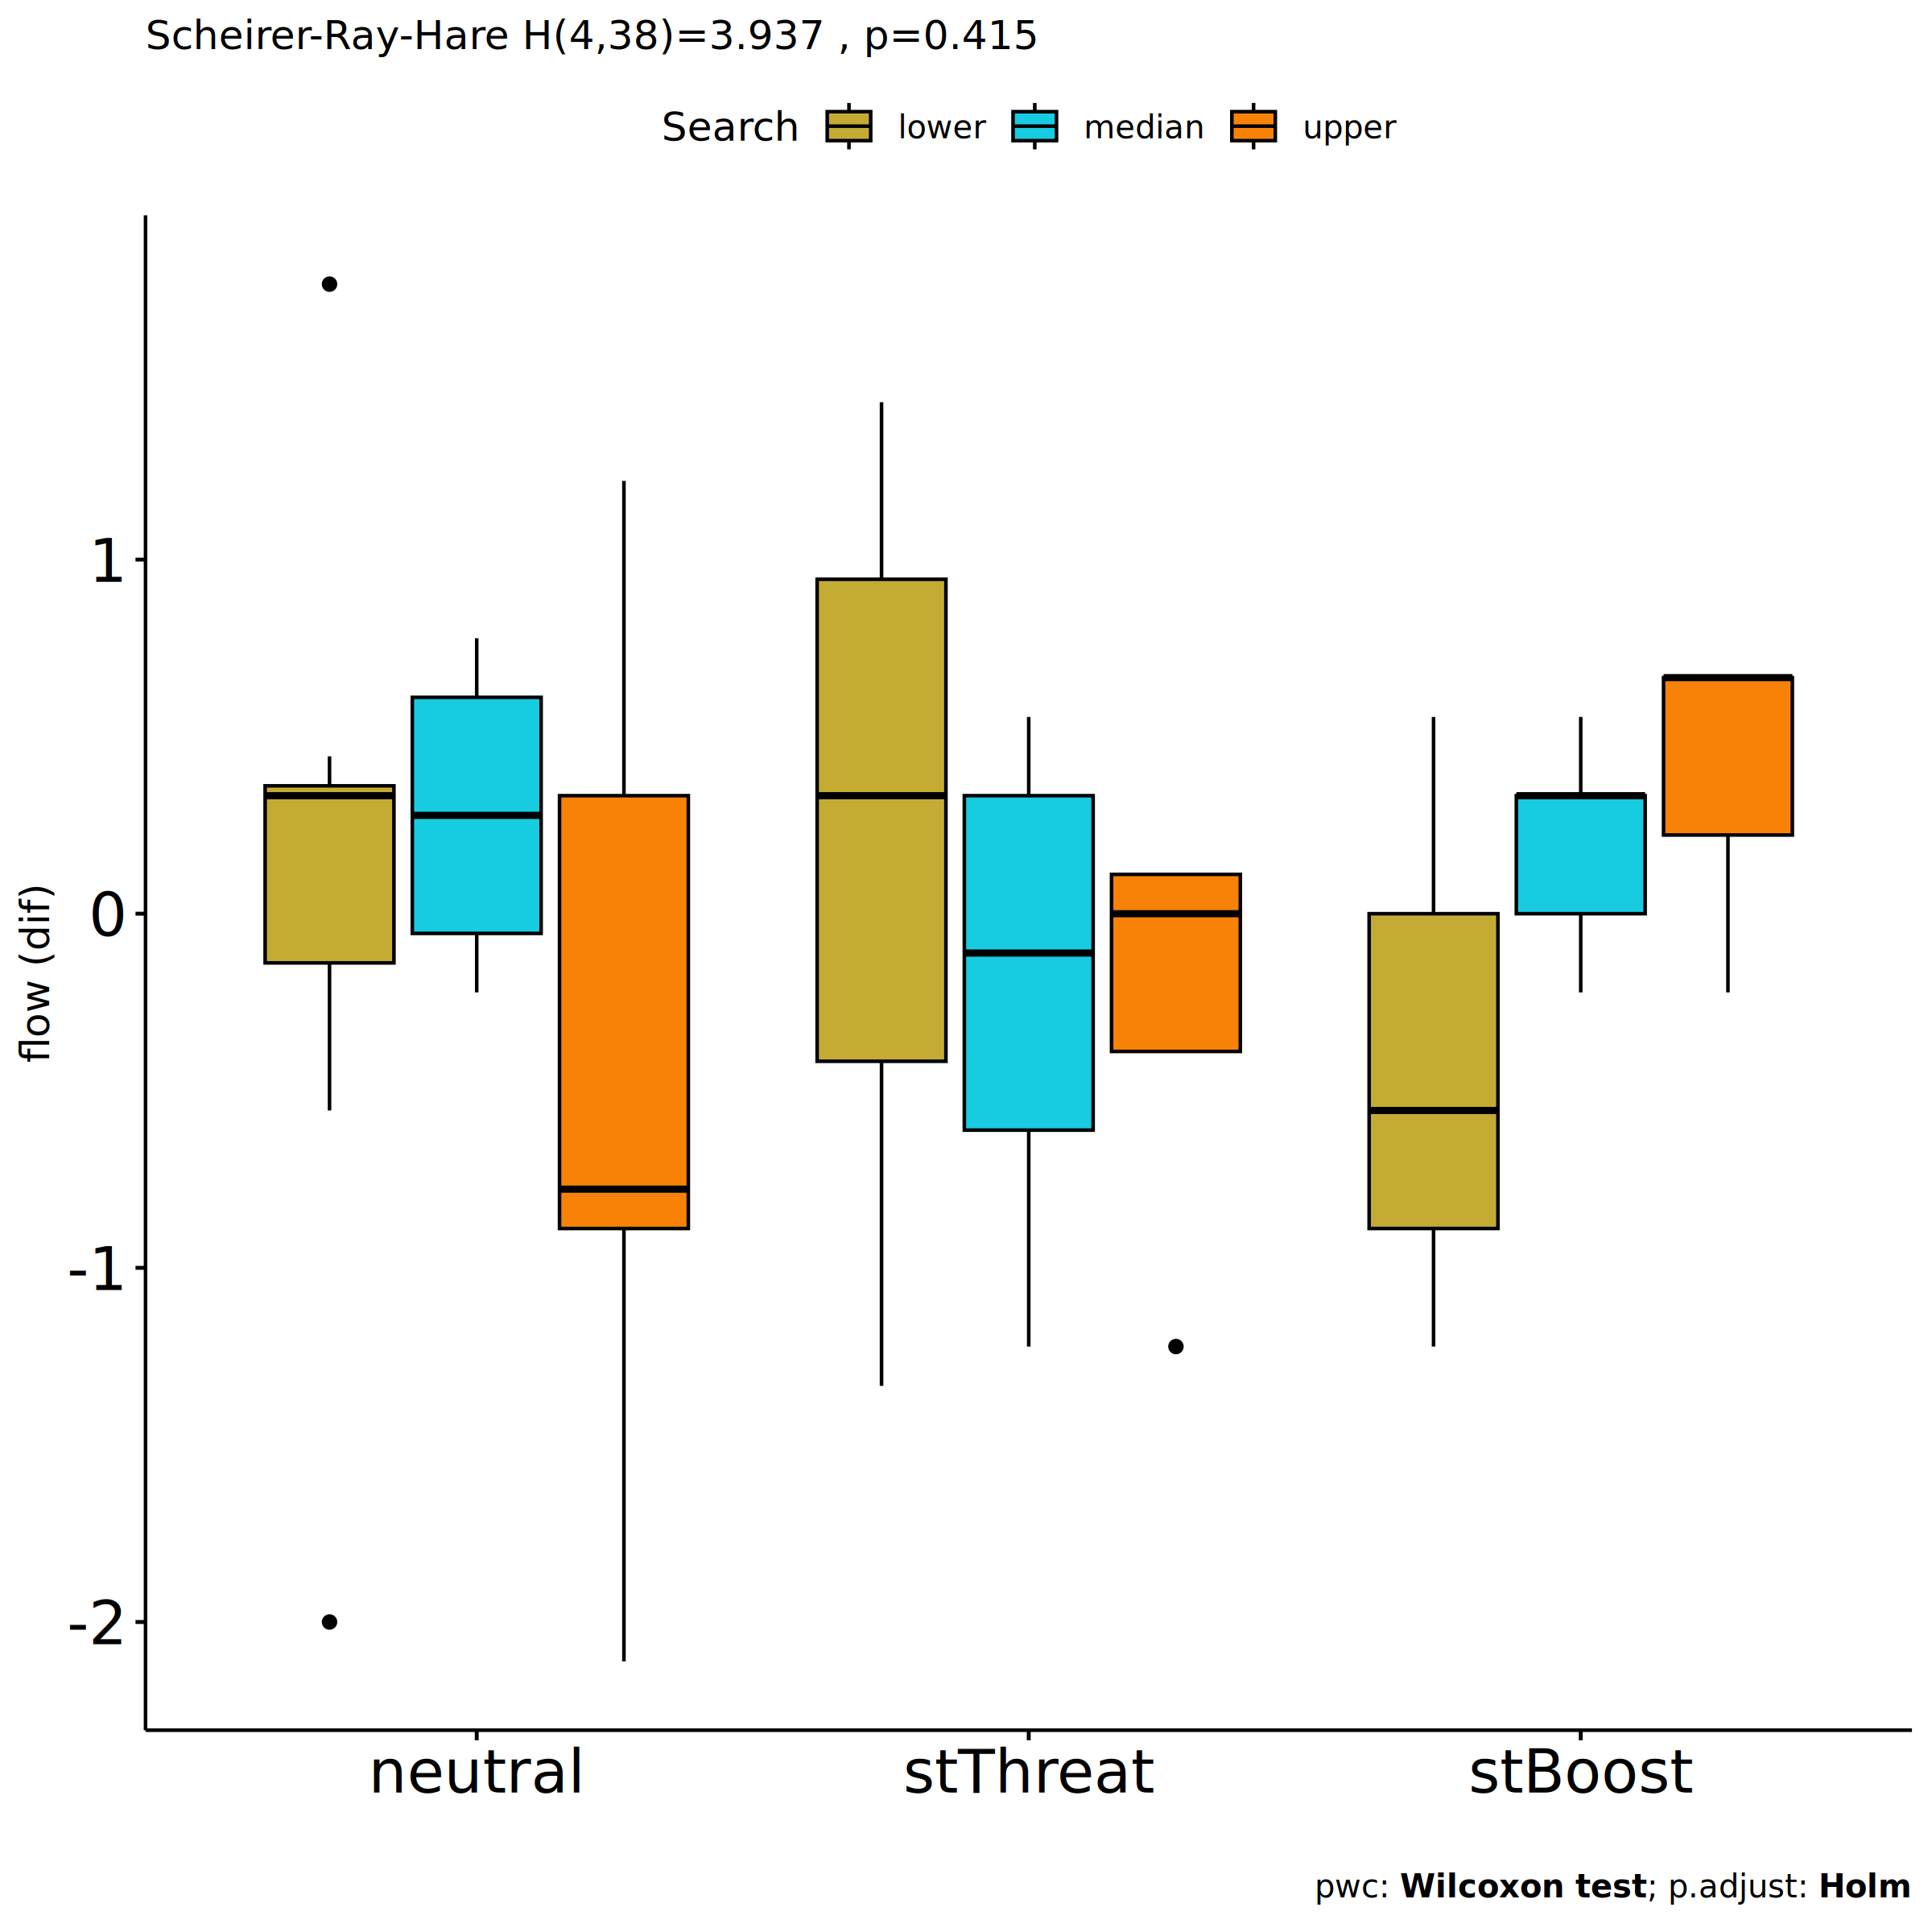 Scheirer-Ray-Hare H(4,38)=3.937 , p=0.415
Search lower median upper
flow (dif)
1
0
-1
-2
neutral stThreat stBoost
pwc: Wilcoxon test; p.adjust: Holm